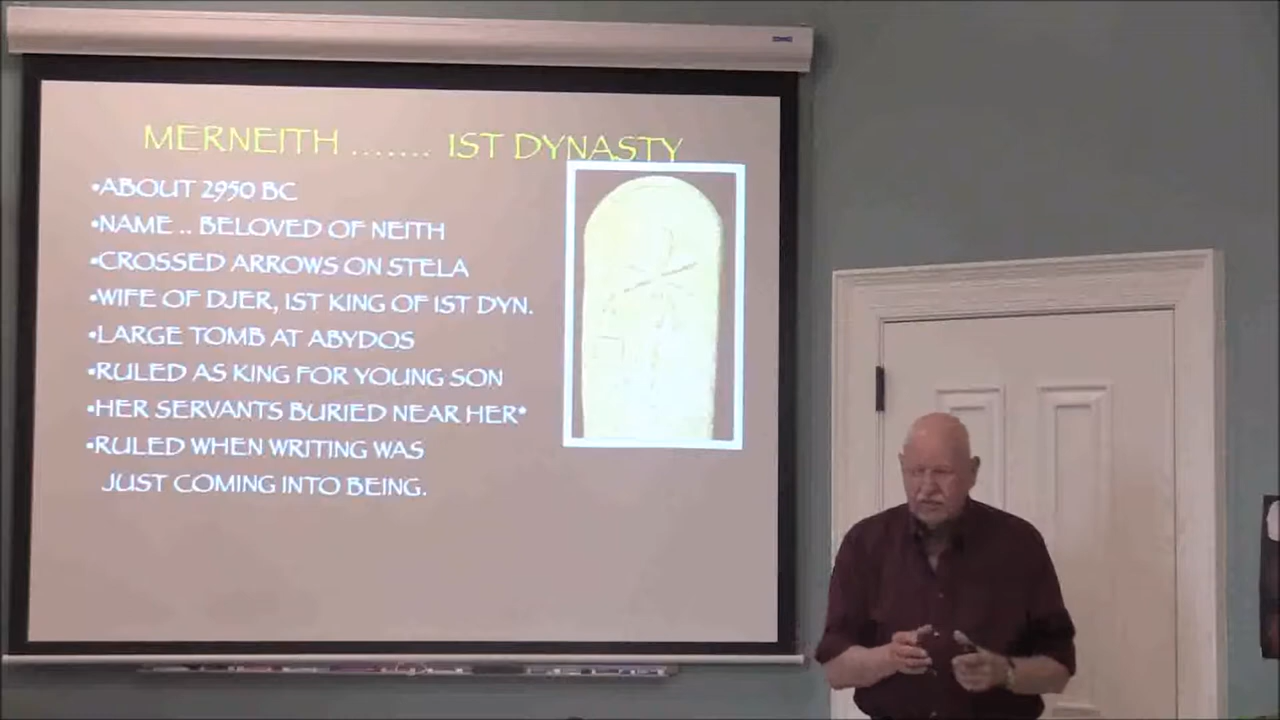 MERNEITH ....... IST DYNASTY
•ABOUT 2950 BC
•NAME .. BELOVED OF NEITH
•CROSSED ARROWS ON STELA
•WIFE OF DJER, IST KING OF IST DYN.
•LARGE TOMB AT ABYDOS
•RULED AS KING FOR YOUNG SON
•HER SERVANTS BURIED NEAR HER*
•RULED WHEN WRITING WAS
JUST COMING INTO BEING.